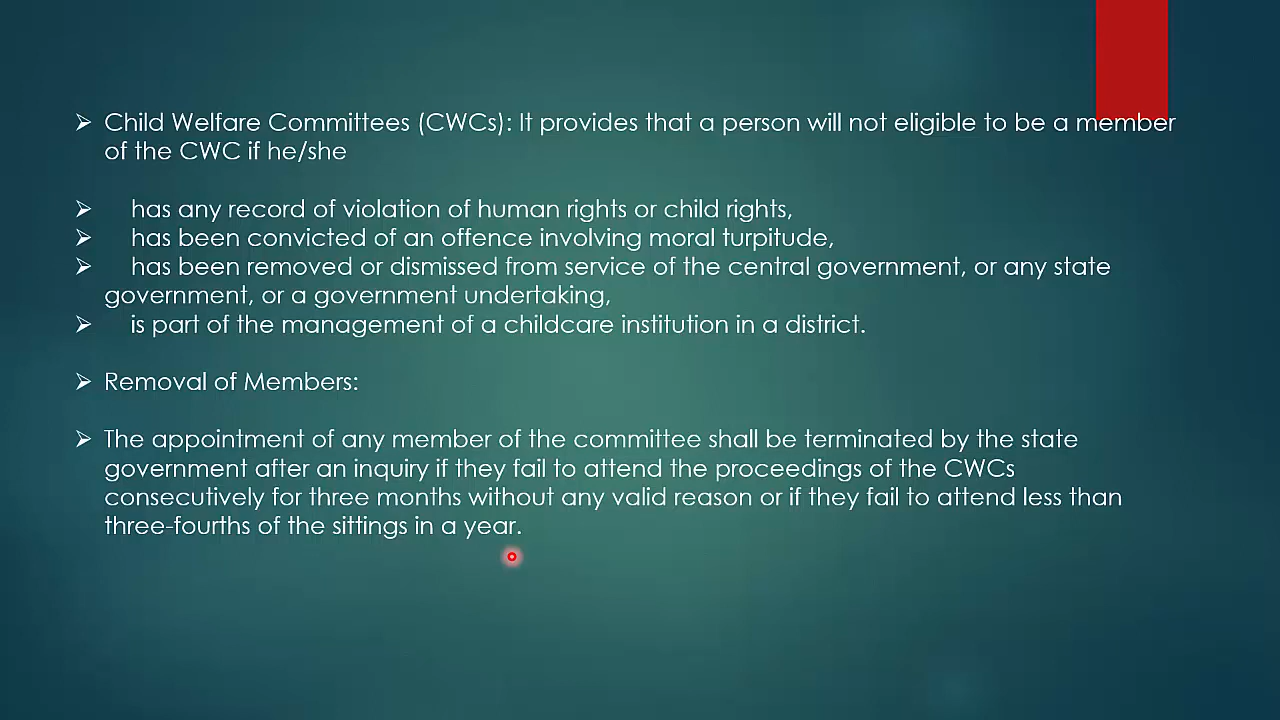 ➢ Child Welfare Committees (CWCs): It provides that a person will not eligible to be a member
of the CWC if he/she
➢ has any record of violation of human rights or child rights,
➢ has been convicted of an offence involving moral turpitude,
➢ has been removed or dismissed from service of the central government, or any state
government, or a government undertaking,
➢ is part of the management of a childcare institution in a district.
➢ Removal of Members:
➢ The appointment of any member of the committee shall be terminated by the state
government after an inquiry if they fail to attend the proceedings of the CWCs
consecutively for three months without any valid reason or if they fail to attend less than
three-fourths of the sittings in a year.